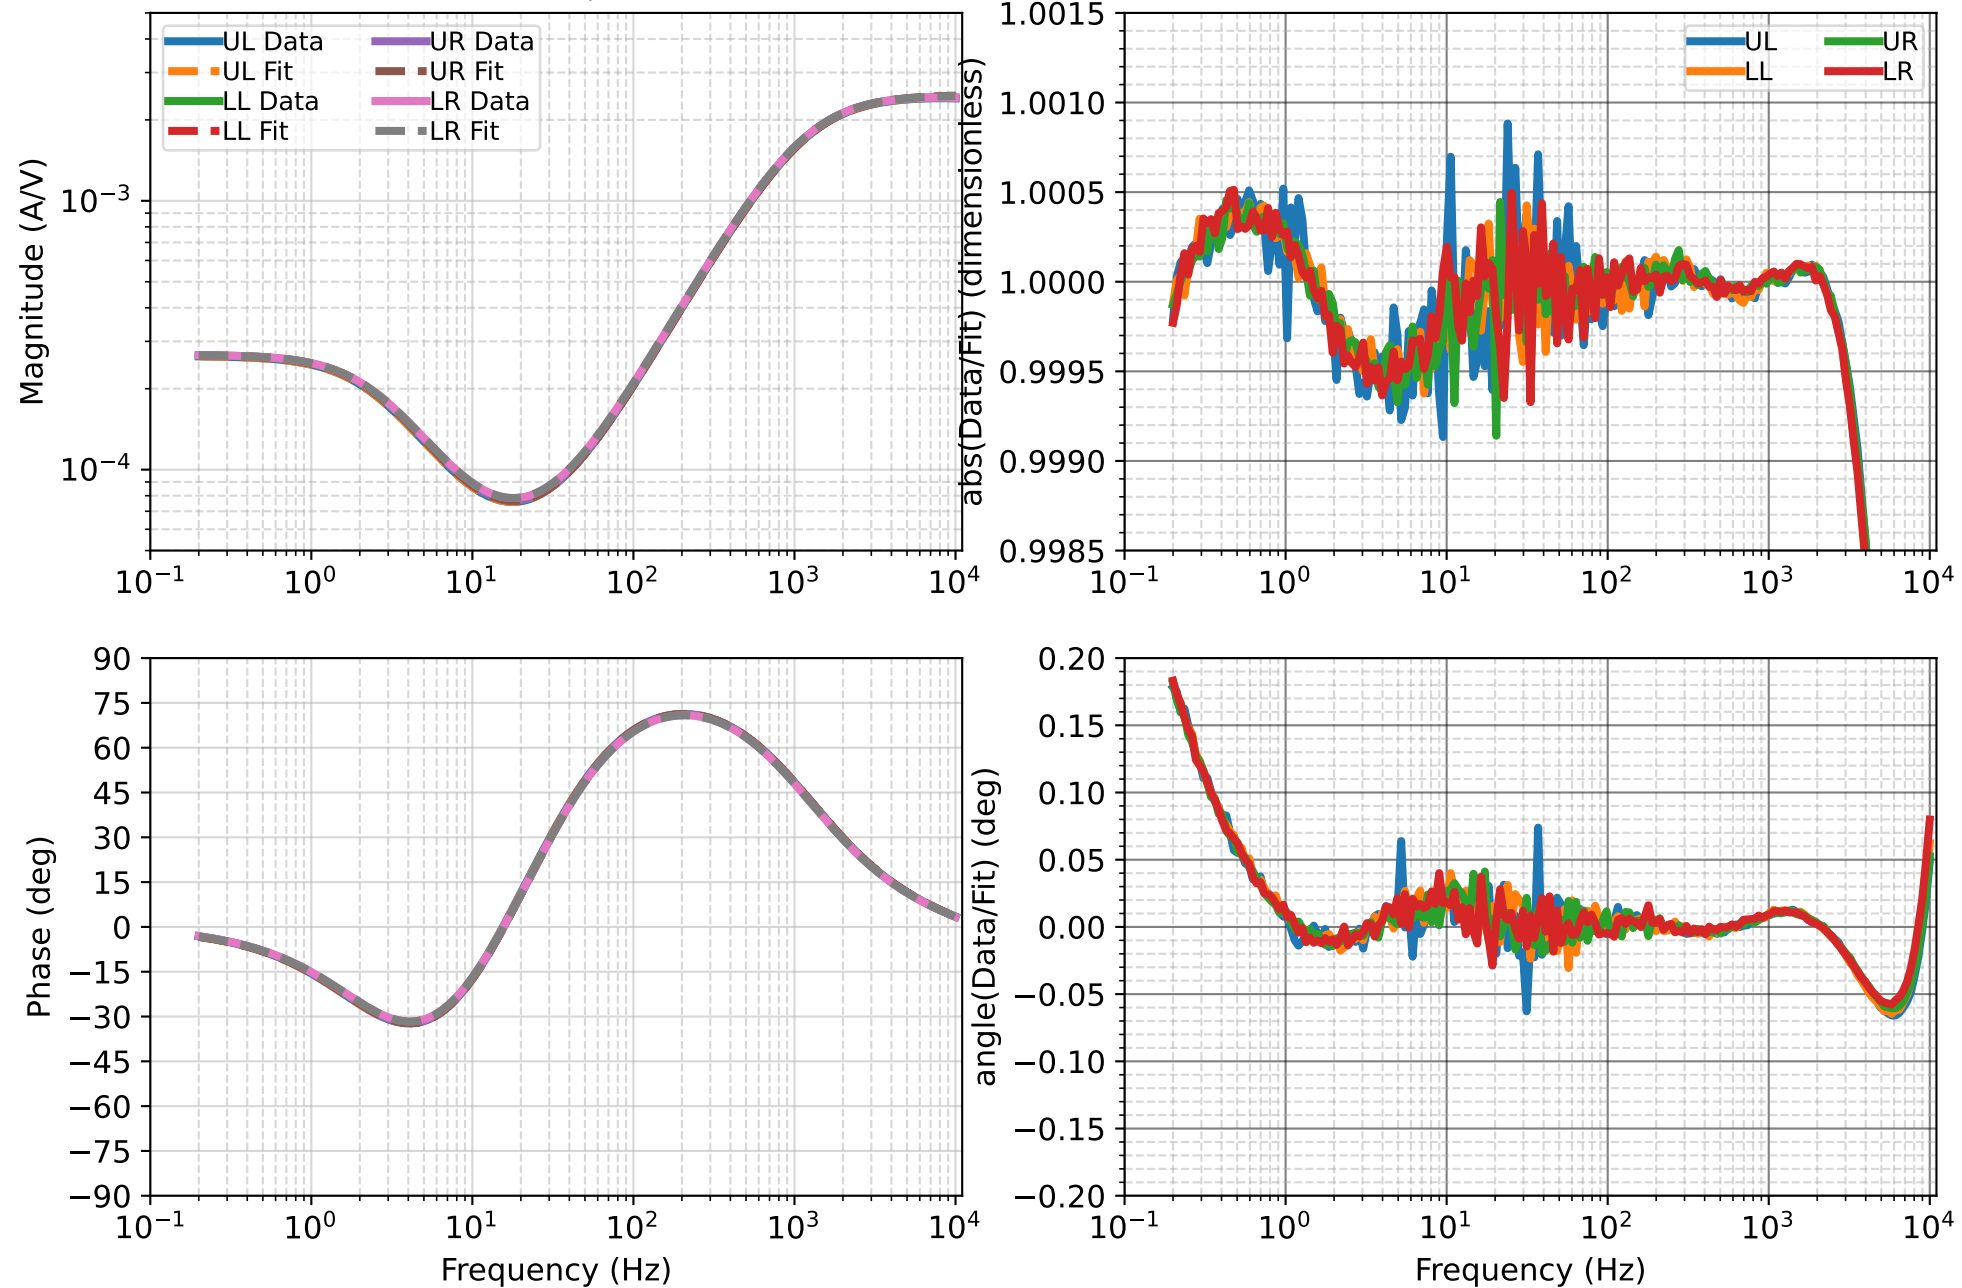 UL Data
UL Fit
LL Data
LL Fit
UR Data
UR Fit
LR Data
LR Fit
Magnitude (A/V)
10⁻³
10⁻⁴
10⁻¹ 10⁰ 10¹ 10² 10³ 10⁴
UL
LL
UR
LR
abs(Data/Fit) (dimensionless)
1.0015
1.0010
1.0005
1.0000
0.9995
0.9990
0.9985
10⁻¹ 10⁰ 10¹ 10² 10³ 10⁴
Phase (deg)
90
75
60
45
30
15
0
−15
−30
−45
−60
−75
−90
10⁻¹ 10⁰ 10¹ 10² 10³ 10⁴
Frequency (Hz)
angle(Data/Fit) (deg)
0.20
0.15
0.10
0.05
0.00
−0.05
−0.10
−0.15
−0.20
10⁻¹ 10⁰ 10¹ 10² 10³ 10⁴
Frequency (Hz)